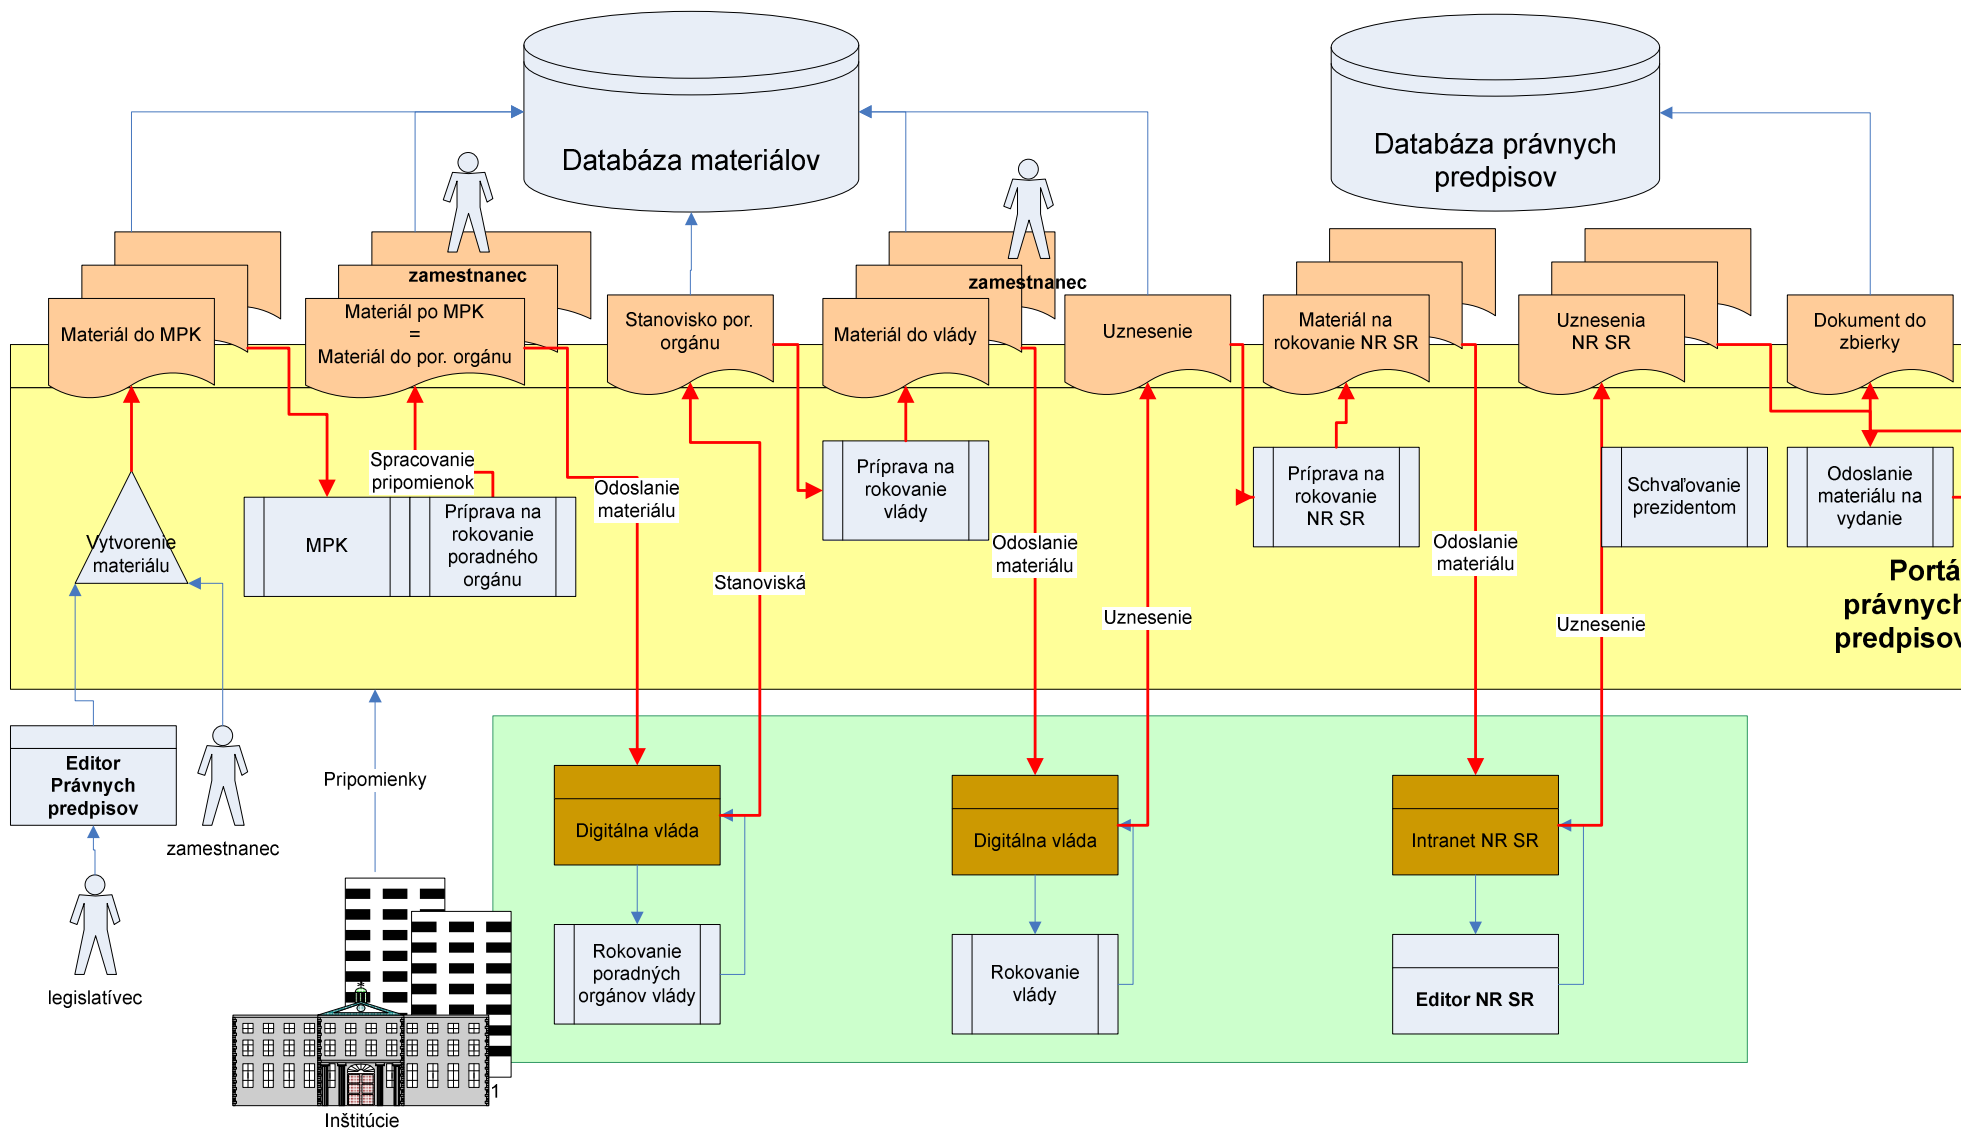 Databáza materiálov
Databáza právnych
predpisov
zamestnanec
zamestnanec
Materiál do MPK
Materiál po MPK
=
Materiál do por. orgánu
Stanovisko por.
orgánu
Materiál do vlády
Uznesenie
Materiál na
rokovanie NR SR
Uznesenia
NR SR
Dokument do
zbierky
Vytvorenie
materiálu
MPK
Spracovanie
pripomienok
Príprava na
rokovanie
poradného
orgánu
Odoslanie
materiálu
Stanoviská
Príprava na
rokovanie
vlády
Odoslanie
materiálu
Uznesenie
Príprava na
rokovanie
NR SR
Odoslanie
materiálu
Schvaľovanie
prezidentom
Uznesenie
Odoslanie
materiálu na
vydanie
Portá
právnych
predpisov
Editor
Právnych
predpisov
zamestnanec
legislatívec
Pripomienky
Inštitúcie
1
Digitálna vláda
Rokovanie
poradných
orgánov vlády
Digitálna vláda
Rokovanie
vlády
Intranet NR SR
Editor NR SR